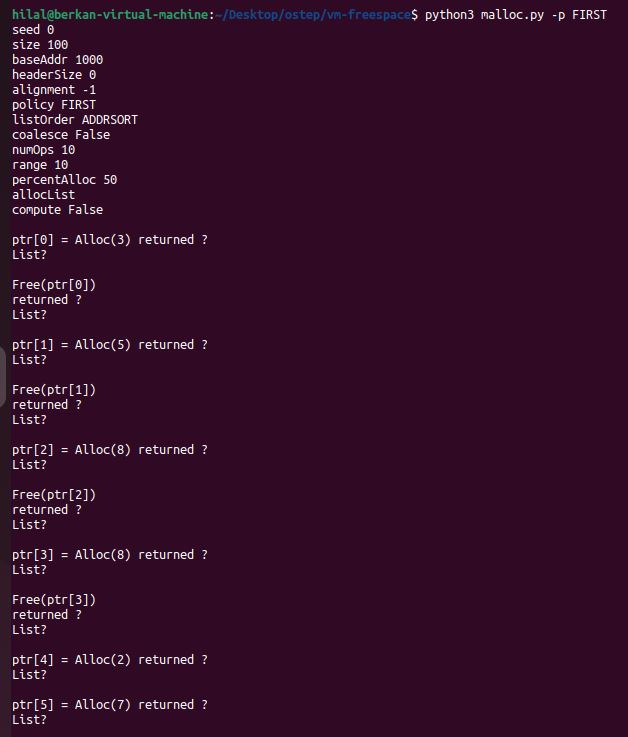 hilal@berkan-virtual-machine:~/Desktop/ostep/vm-freespace$ python3 malloc.py -p FIRST
seed 0
size 100
baseAddr 1000
headerSize 0
alignment -1
policy FIRST
listOrder ADDRSORT
coalesce False
numOps 10
range 10
percentAlloc 50
allocList
compute False
ptr[0] = Alloc(3) returned ?
List?
Free(ptr[0])
returned ?
List?
ptr[1] = Alloc(5) returned ?
List?
Free(ptr[1])
returned ?
List?
ptr[2] = Alloc(8) returned ?
List?
Free(ptr[2])
returned ?
List?
ptr[3] = Alloc(8) returned ?
List?
Free(ptr[3])
returned ?
List?
ptr[4] = Alloc(2) returned ?
List?
ptr[5] = Alloc(7) returned ?
List?